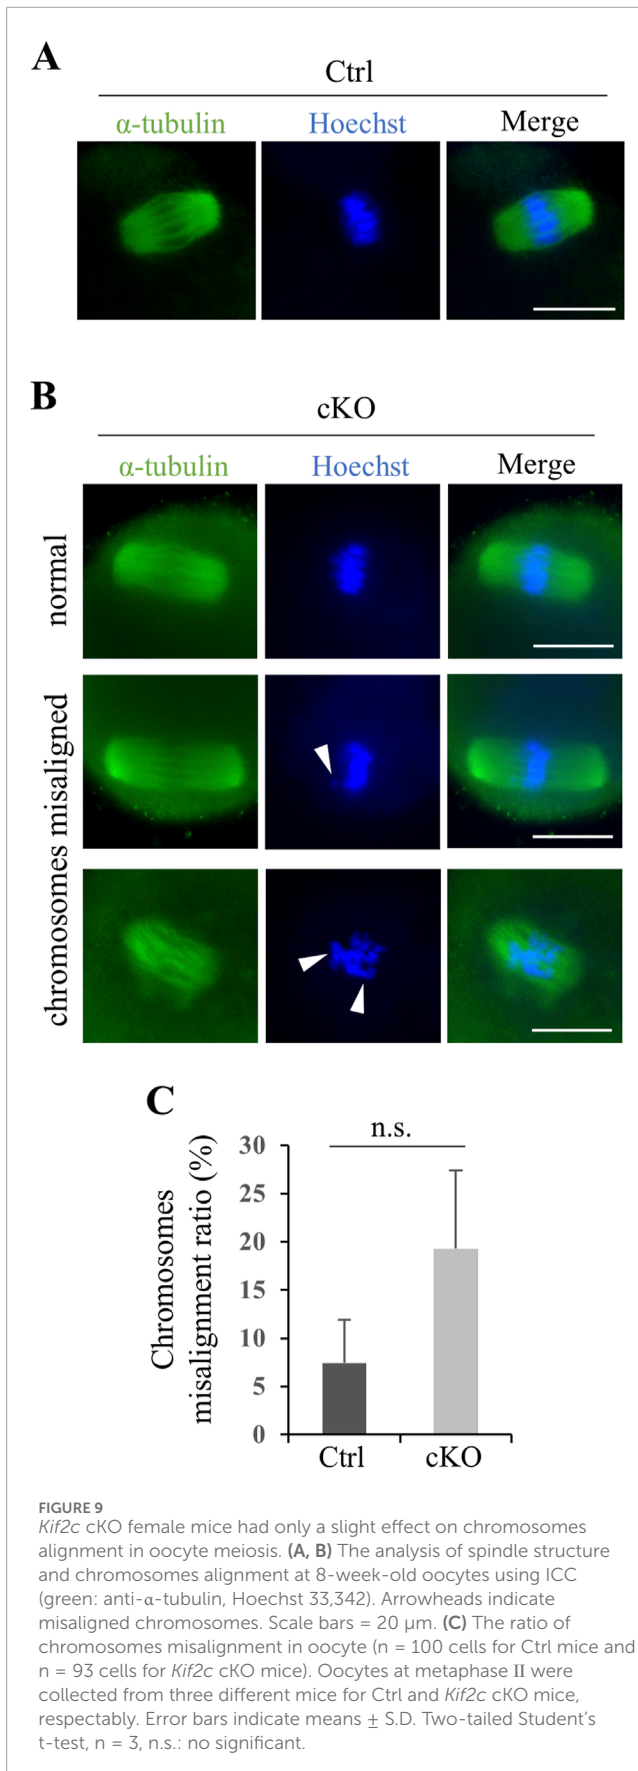 A
Ctrl
α-tubulin Hoechst Merge
B
cKO
α-tubulin Hoechst Merge
normal
chromosomes misaligned
C
n.s.
Chromosomes
misalignment ratio (%)
30
25
20
15
10
5
0
Ctrl cKO
FIGURE 9
Kif2c cKO female mice had only a slight effect on chromosomes
alignment in oocyte meiosis. (A, B) The analysis of spindle structure
and chromosomes alignment at 8-week-old oocytes using ICC
(green: anti-α-tubulin, Hoechst 33,342). Arrowheads indicate
misaligned chromosomes. Scale bars = 20 µm. (C) The ratio of
chromosomes misalignment in oocyte (n = 100 cells for Ctrl mice and
n = 93 cells for Kif2c cKO mice). Oocytes at metaphase II were
collected from three different mice for Ctrl and Kif2c cKO mice,
respectably. Error bars indicate means ± S.D. Two-tailed Student’s
t-test, n = 3, n.s.: no significant.